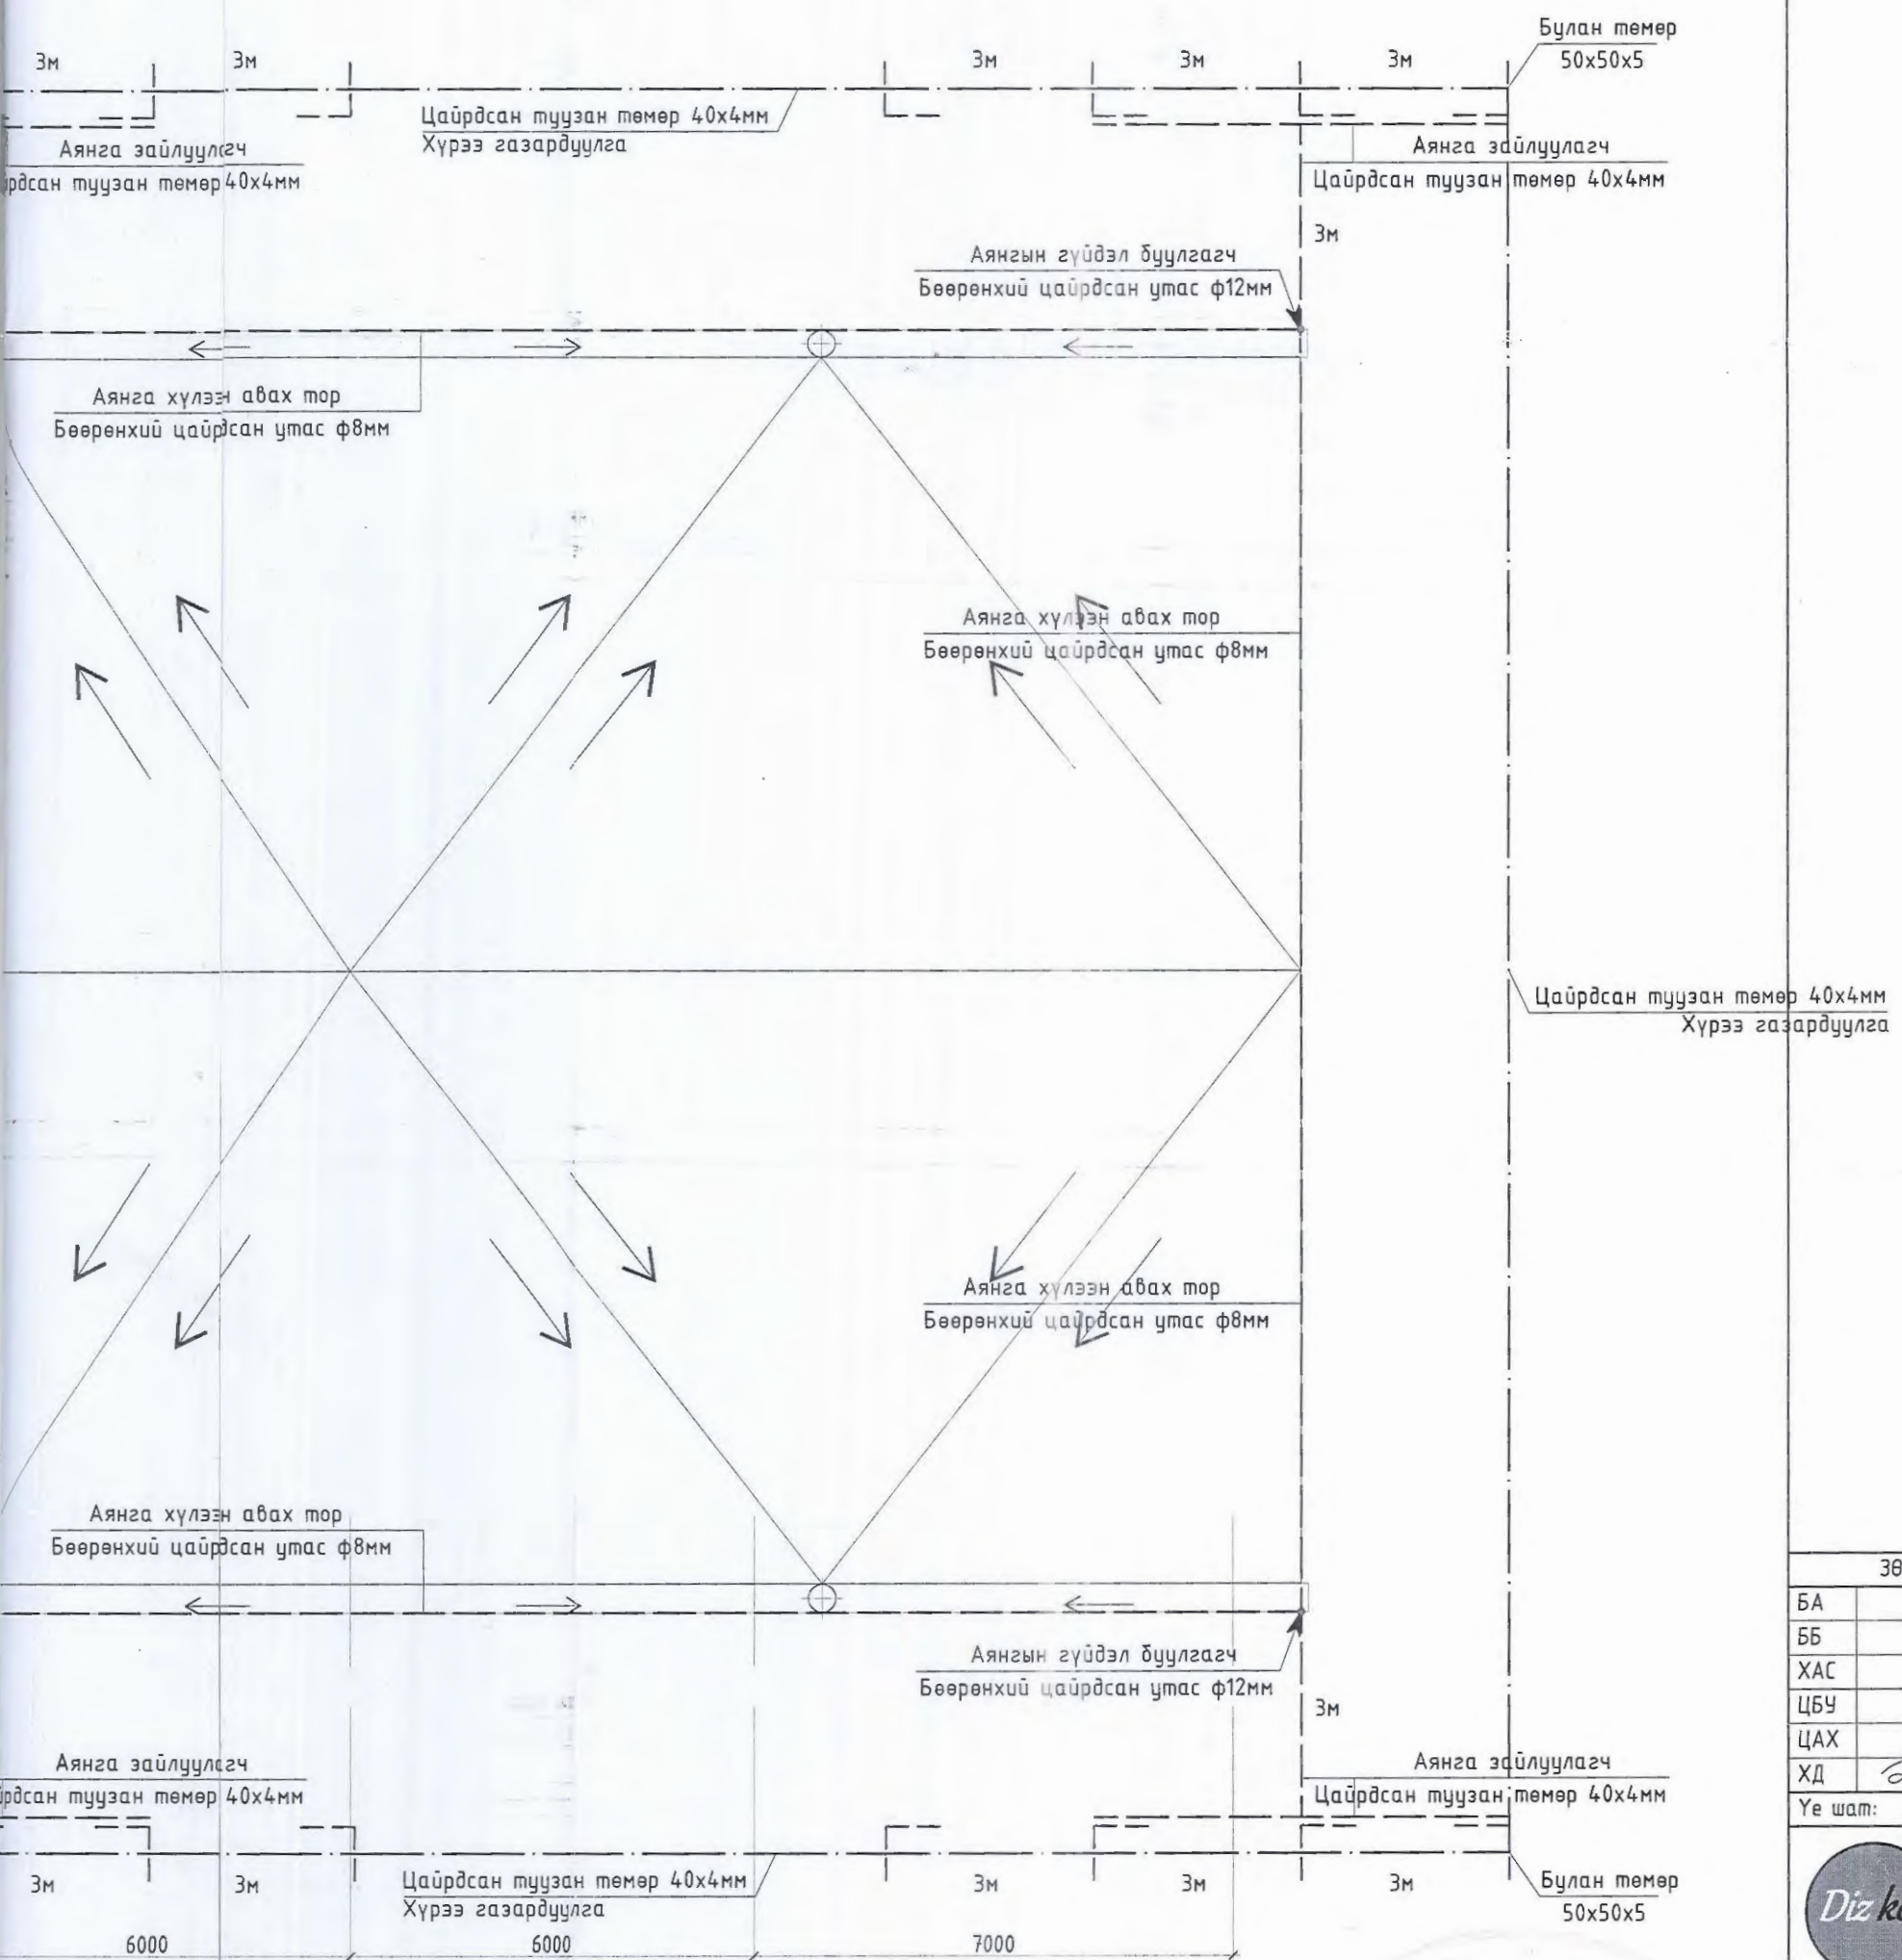 Булан төмөр
3м 3м 3м 3м 3м 50x50x5
Цайрдсан туузан төмөр 40x4мм
Хүрээ газардуулга
Аянга зайлуулагч
туузан төмөр 40x4мм
Аянга зайлуулагч
Цайрдсан туузан төмөр 40x4мм
3м
Аянгын гүйдэл буулгагч
Бөөрөнхий цайрдсан утас ф12мм
Аянга хүлээн авах тор
Бөөрөнхий цайрдсан утас ф8мм
Аянга хүлээн авах тор
Бөөрөнхий цайрдсан утас ф8мм
Цайрдсан туузан төмөр 40x4мм
Хүрээ газардуулга
Аянга хүлээн авах тор
Бөөрөнхий цайрдсан утас ф8мм
Аянга хүлээн авах тор
Бөөрөнхий цайрдсан утас ф8мм
Аянгын гүйдэл буулгагч
Бөөрөнхий цайрдсан утас ф12мм
3м
Аянга зайлуулагч
туузан төмөр 40x4мм
Аянга зайлуулагч
Цайрдсан туузан төмөр 40x4мм
3м 3м
Цайрдсан туузан төмөр 40x4мм
Хүрээ газардуулга
3м 3м 3м
Булан төмөр
50x50x5
6000 6000 7000
БА
ББ
ХАС
ЦБУ
ЦАХ
ХД
Үе шат:
Diz